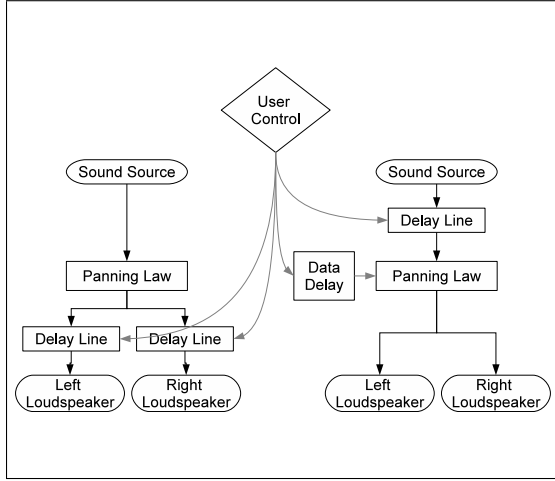 User
Control
Sound Source
Sound Source
Delay Line
Panning Law
Data
Delay
Panning Law
Delay Line
Delay Line
Left
Loudspeaker
Right
Loudspeaker
Left
Loudspeaker
Right
Loudspeaker